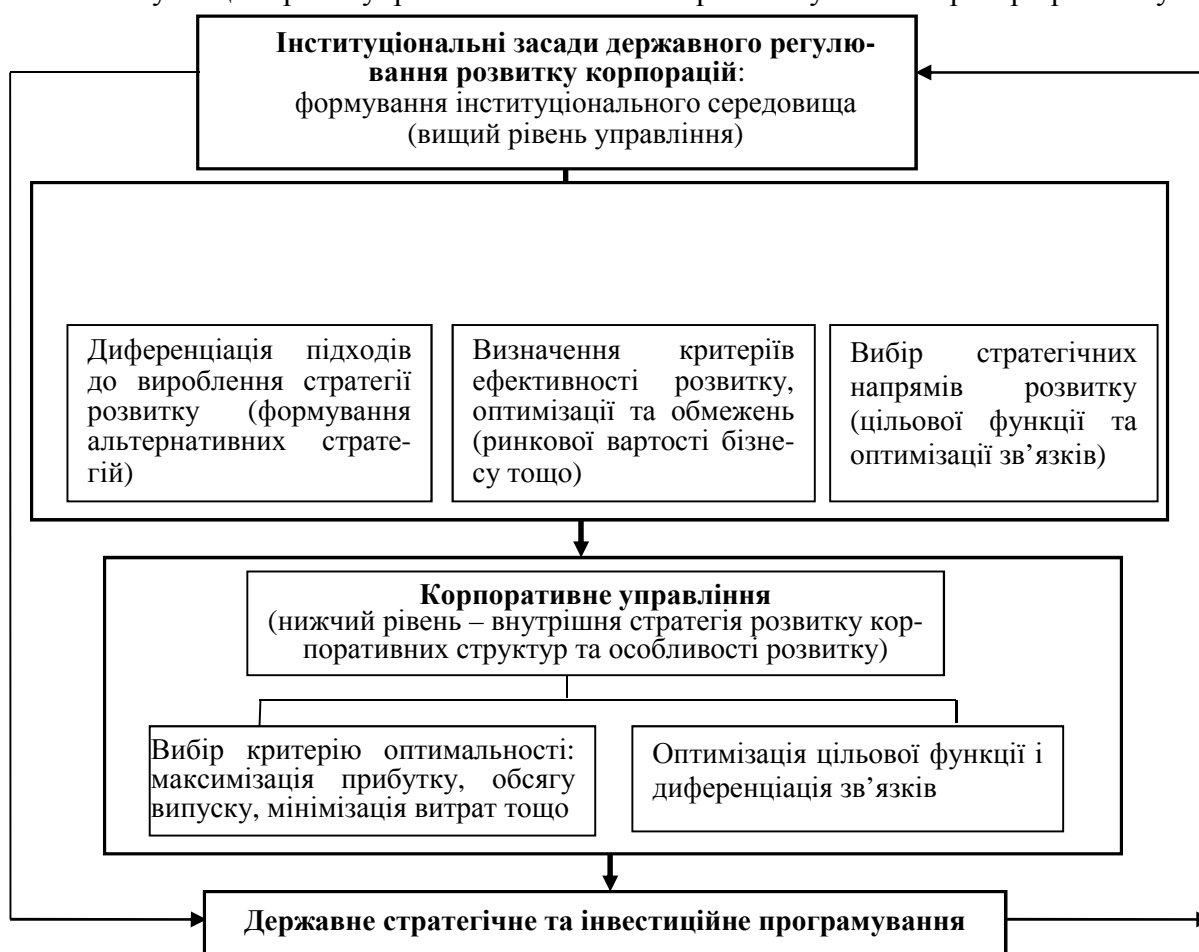 Інституціональні засади державного регулю-
вання розвитку корпорацій:
формування інституціонального середовища
(вищий рівень управління)
Диференціація підходів
до вироблення стратегії
розвитку (формування
альтернативних страте-
гій)
Визначення критеріїв
ефективності розвитку,
оптимізації та обмежень
(ринкової вартості бізне-
су тощо)
Вибір стратегічних
напрямів розвитку
(цільової функції та
оптимізації зв’язків)
Корпоративне управління
(нижчий рівень – внутрішня стратегія розвитку кор-
поративних структур та особливості розвитку)
Вибір критерію оптимальності:
максимізація прибутку, обсягу
випуску, мінімізація витрат тощо
Оптимізація цільової функції і
диференціація зв’язків
Державне стратегічне та інвестиційне програмування